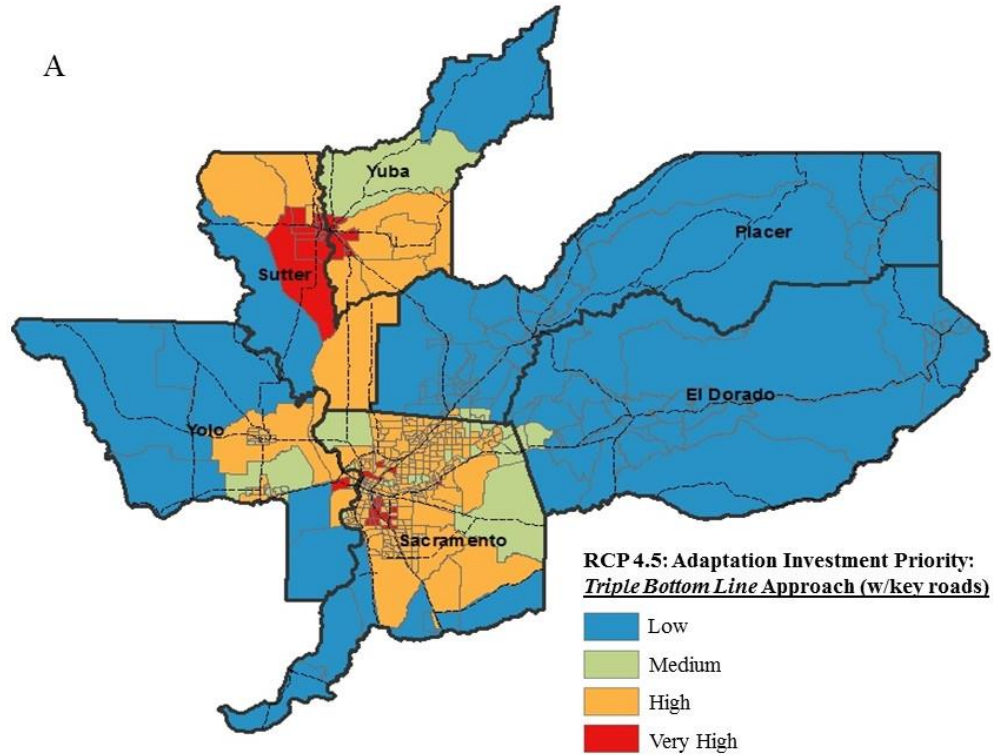 A
Yuba
Placer
Sutter
El Dorado
Yolo
Sacramento
RCP 4.5: Adaptation Investment Priority:
Triple Bottom Line Approach (w/key roads)
Low
Medium
High
Very High